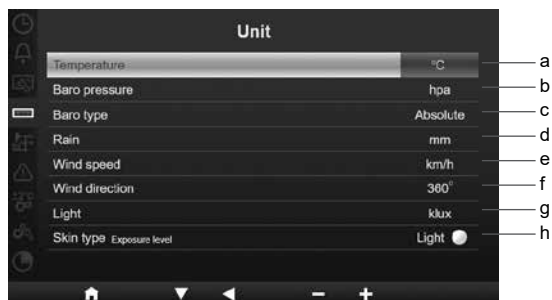 Unit
Temperature °C a
Baro pressure hpa b
Baro type Absolute c
Rain mm d
Wind speed km/h e
Wind direction 360° f
Light klux g
Skin type Exposure level Light h